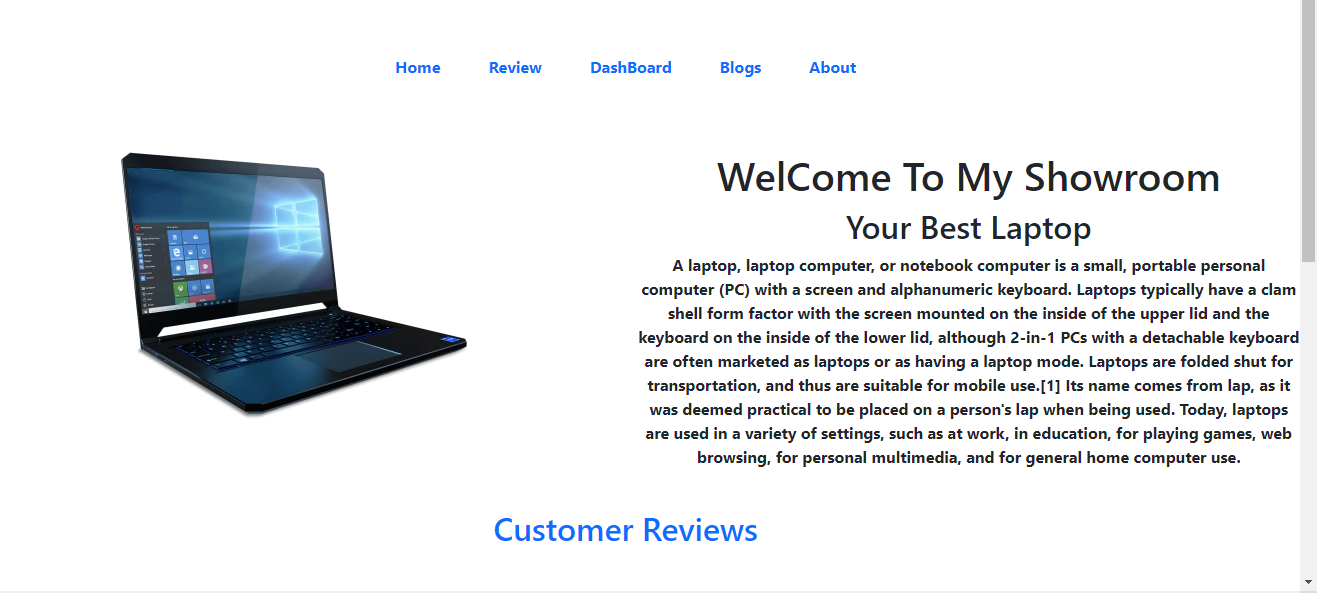 Home Review DashBoard Blogs About
WelCome To My Showroom
Your Best Laptop
A laptop, laptop computer, or notebook computer is a small, portable personal
computer (PC) with a screen and alphanumeric keyboard. Laptops typically have a clam
shell form factor with the screen mounted on the inside of the upper lid and the
keyboard on the inside of the lower lid, although 2-in-1 PCs with a detachable keyboard
are often marketed as laptops or as having a laptop mode. Laptops are folded shut for
transportation, and thus are suitable for mobile use.[1] Its name comes from lap, as it
was deemed practical to be placed on a person's lap when being used. Today, laptops
are used in a variety of settings, such as at work, in education, for playing games, web
browsing, for personal multimedia, and for general home computer use.
Customer Reviews